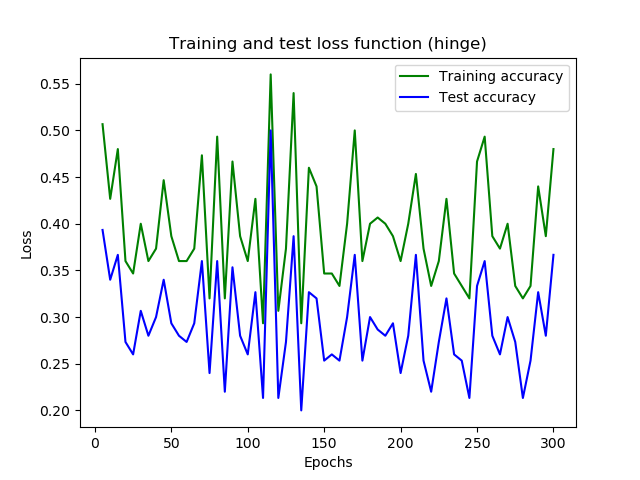 Training and test loss function (hinge)
Training accuracy
Test accuracy
Loss
0.55
0.50
0.45
0.40
0.35
0.30
0.25
0.20
0 50 100 150 200 250 300
Epochs